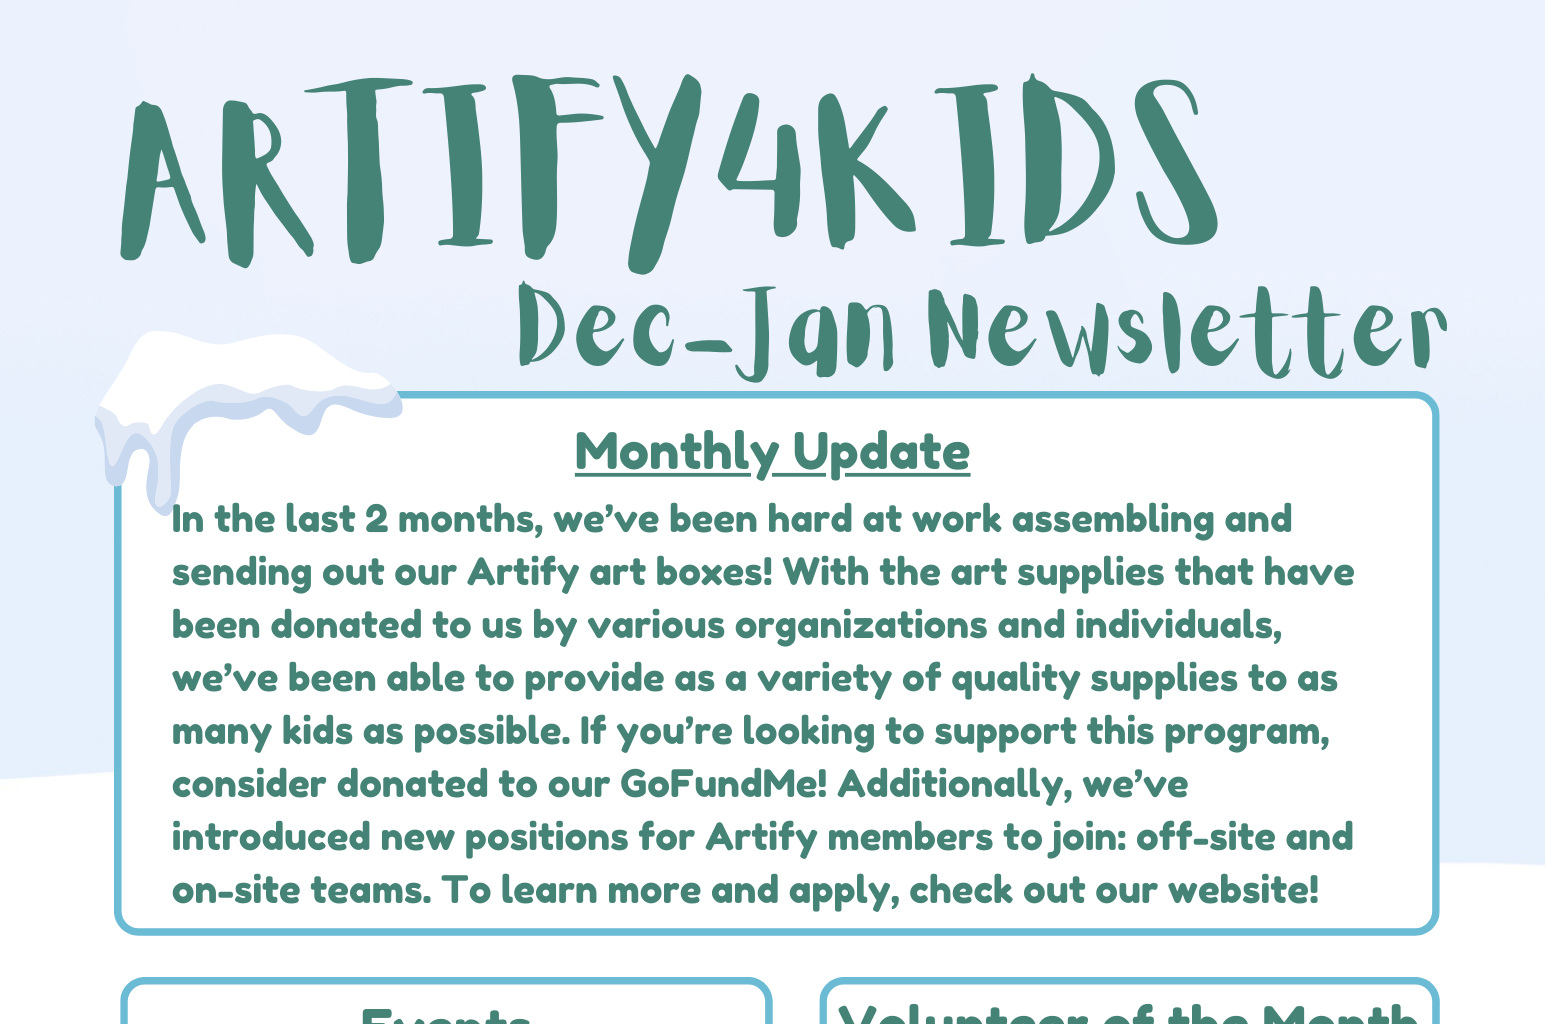 ARTIFY4KIDS
Dec-Jan Newsletter
Monthly Update
In the last 2 months, we’ve been hard at work assembling and
sending out our Artify art boxes! With the art supplies that have
been donated to us by various organizations and individuals,
we’ve been able to provide as a variety of quality supplies to as
many kids as possible. If you’re looking to support this program,
consider donated to our GoFundMe! Additionally, we’ve
introduced new positions for Artify members to join: off-site and
on-site teams. To learn more and apply, check out our website!
Events
Volunteer of the Month